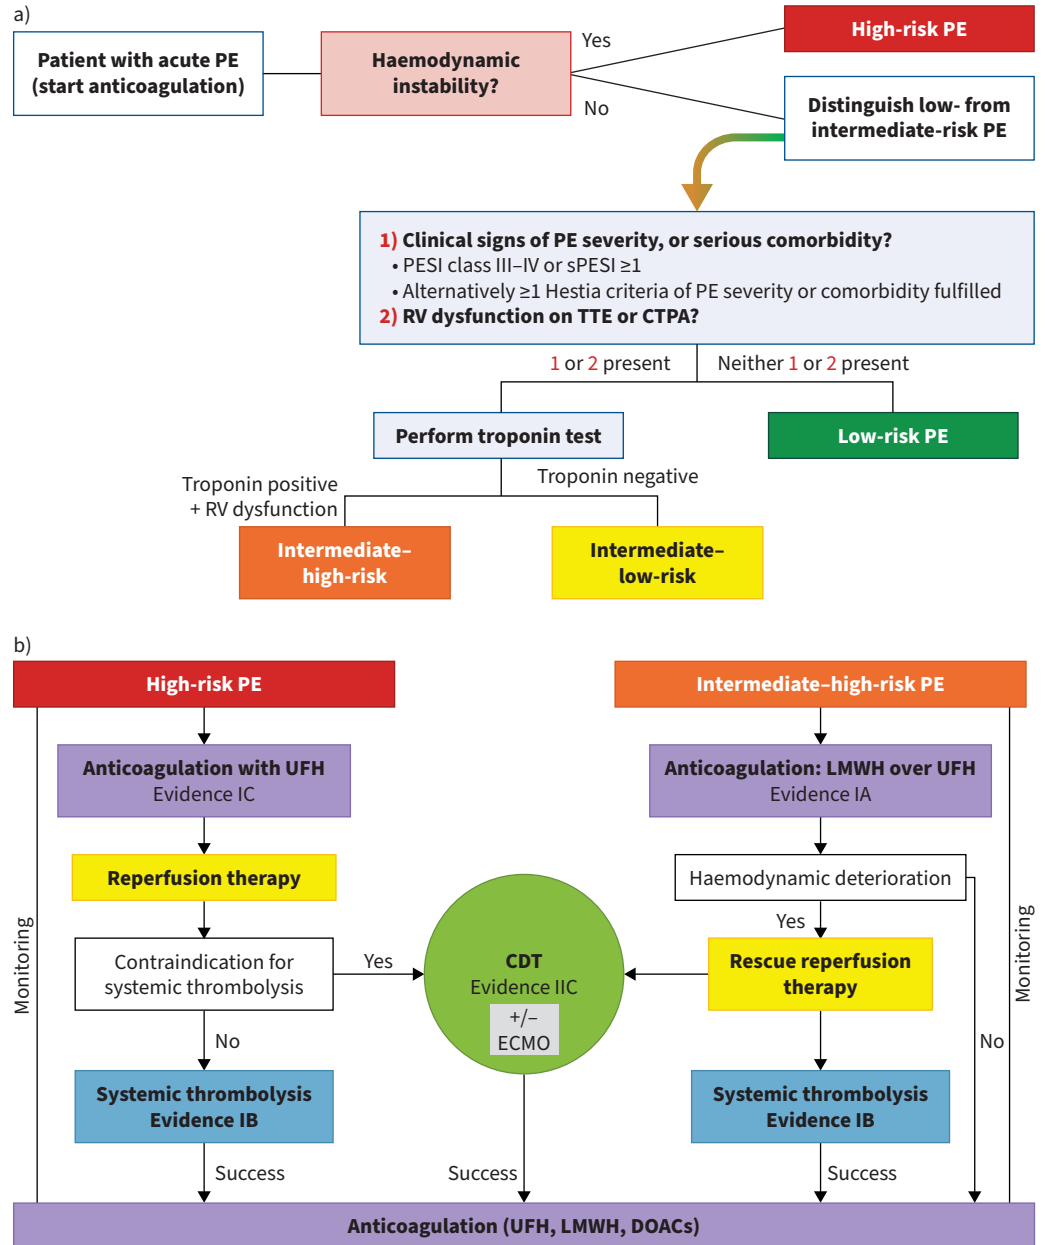 a)
Patient with acute PE
(start anticoagulation)
Haemodynamic
instability?
Yes
No
High-risk PE
Distinguish low- from
intermediate-risk PE
1) Clinical signs of PE severity, or serious comorbidity?
• PESI class III–IV or sPESI ≥1
• Alternatively ≥1 Hestia criteria of PE severity or comorbidity fulfilled
2) RV dysfunction on TTE or CTPA?
1 or 2 present
Neither 1 or 2 present
Perform troponin test
Low-risk PE
Troponin positive
+ RV dysfunction
Troponin negative
Intermediate–
high-risk
Intermediate–
low-risk
b)
High-risk PE
Anticoagulation with UFH
Evidence IC
Reperfusion therapy
Contraindication for
systemic thrombolysis
Yes
No
Systemic thrombolysis
Evidence IB
Success
Monitoring
CDT
Evidence IIC
+/–
ECMO
Success
Intermediate–high-risk PE
Anticoagulation: LMWH over UFH
Evidence IA
Haemodynamic deterioration
Yes
Rescue reperfusion
therapy
No
Systemic thrombolysis
Evidence IB
Success
Monitoring
Anticoagulation (UFH, LMWH, DOACs)